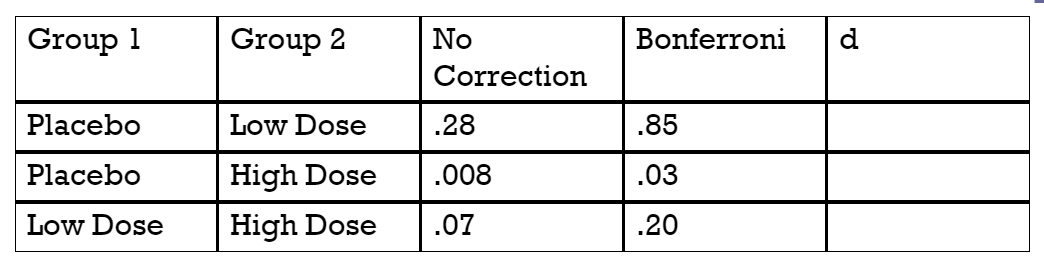 Group 1 Group 2 No Correction Bonferroni d
Placebo Low Dose .28 .85
Placebo High Dose .008 .03
Low Dose High Dose .07 .20